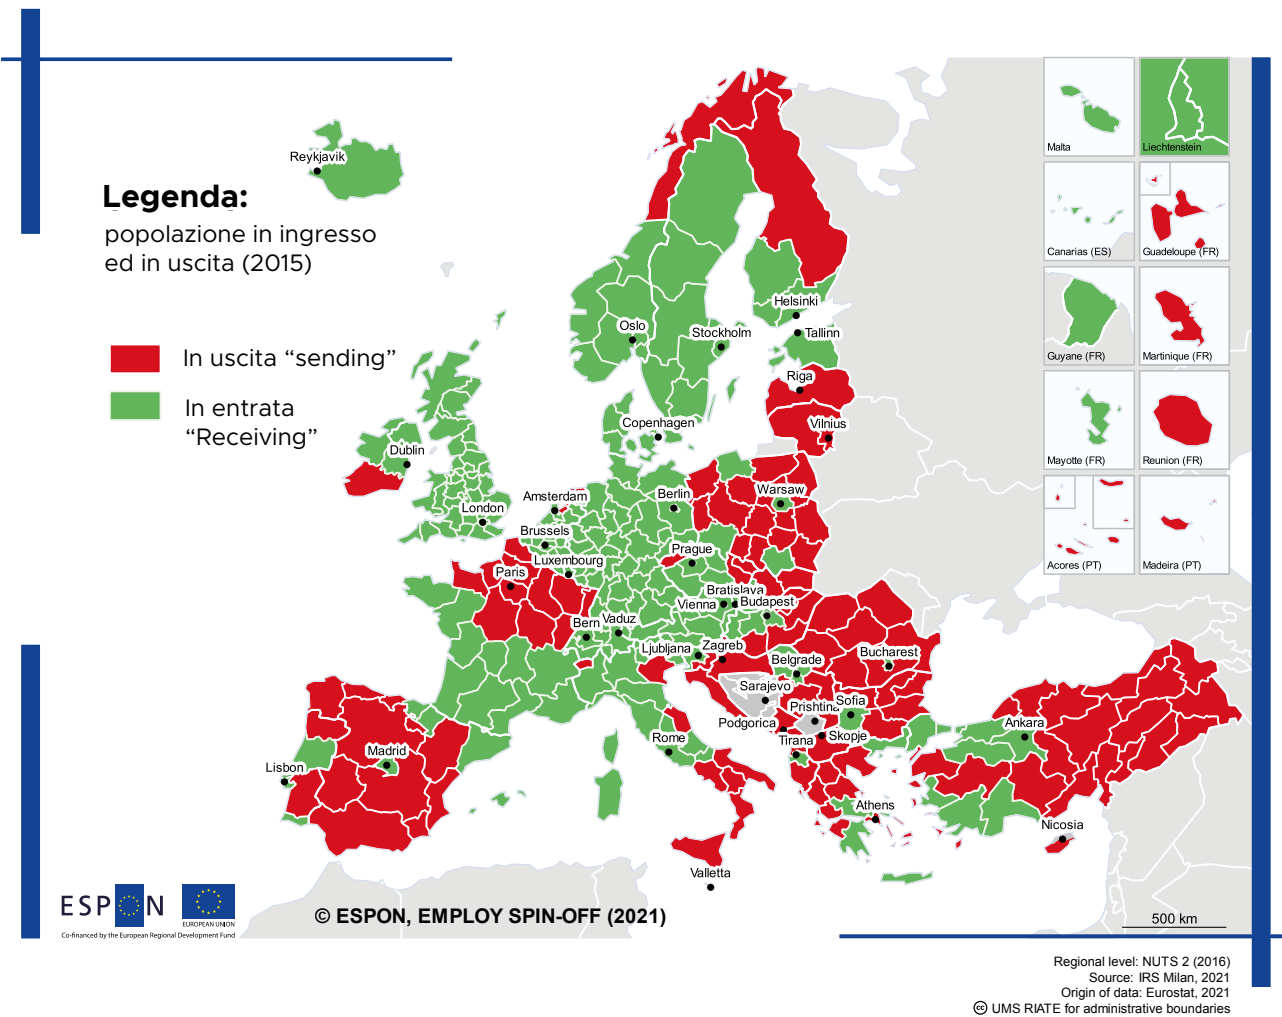 Legenda:
popolazione in ingresso
ed in uscita (2015)
In uscita “sending”
In entrata
“Receiving”
Reykjavik
Oslo
Stockholm
Helsinki
Tallinn
Riga
Vilnius
Copenhagen
Dublin
London
Amsterdam
Berlin
Warsaw
Brussels
Luxembourg
Prague
Paris
Bratislava
Vienna
Budapest
Bern
Vaduz
Ljubljana
Zagreb
Belgrade
Bucharest
Sarajevo
Prishtina
Sofia
Podgorica
Skopje
Tirana
Rome
Madrid
Lisbon
Ankara
Athens
Nicosia
Valletta
Malta
Liechtenstein
Canarias (ES)
Guadeloupe (FR)
Guyane (FR)
Martinique (FR)
Mayotte (FR)
Reunion (FR)
Acores (PT)
Madeira (PT)
ESPON
EUROPEAN UNION
Co-financed by the European Regional Development Fund
© ESPON, EMPLOY SPIN-OFF (2021)
500 km
Regional level: NUTS 2 (2016)
Source: IRS Milan, 2021
Origin of data: Eurostat, 2021
cc UMS RIATE for administrative boundaries